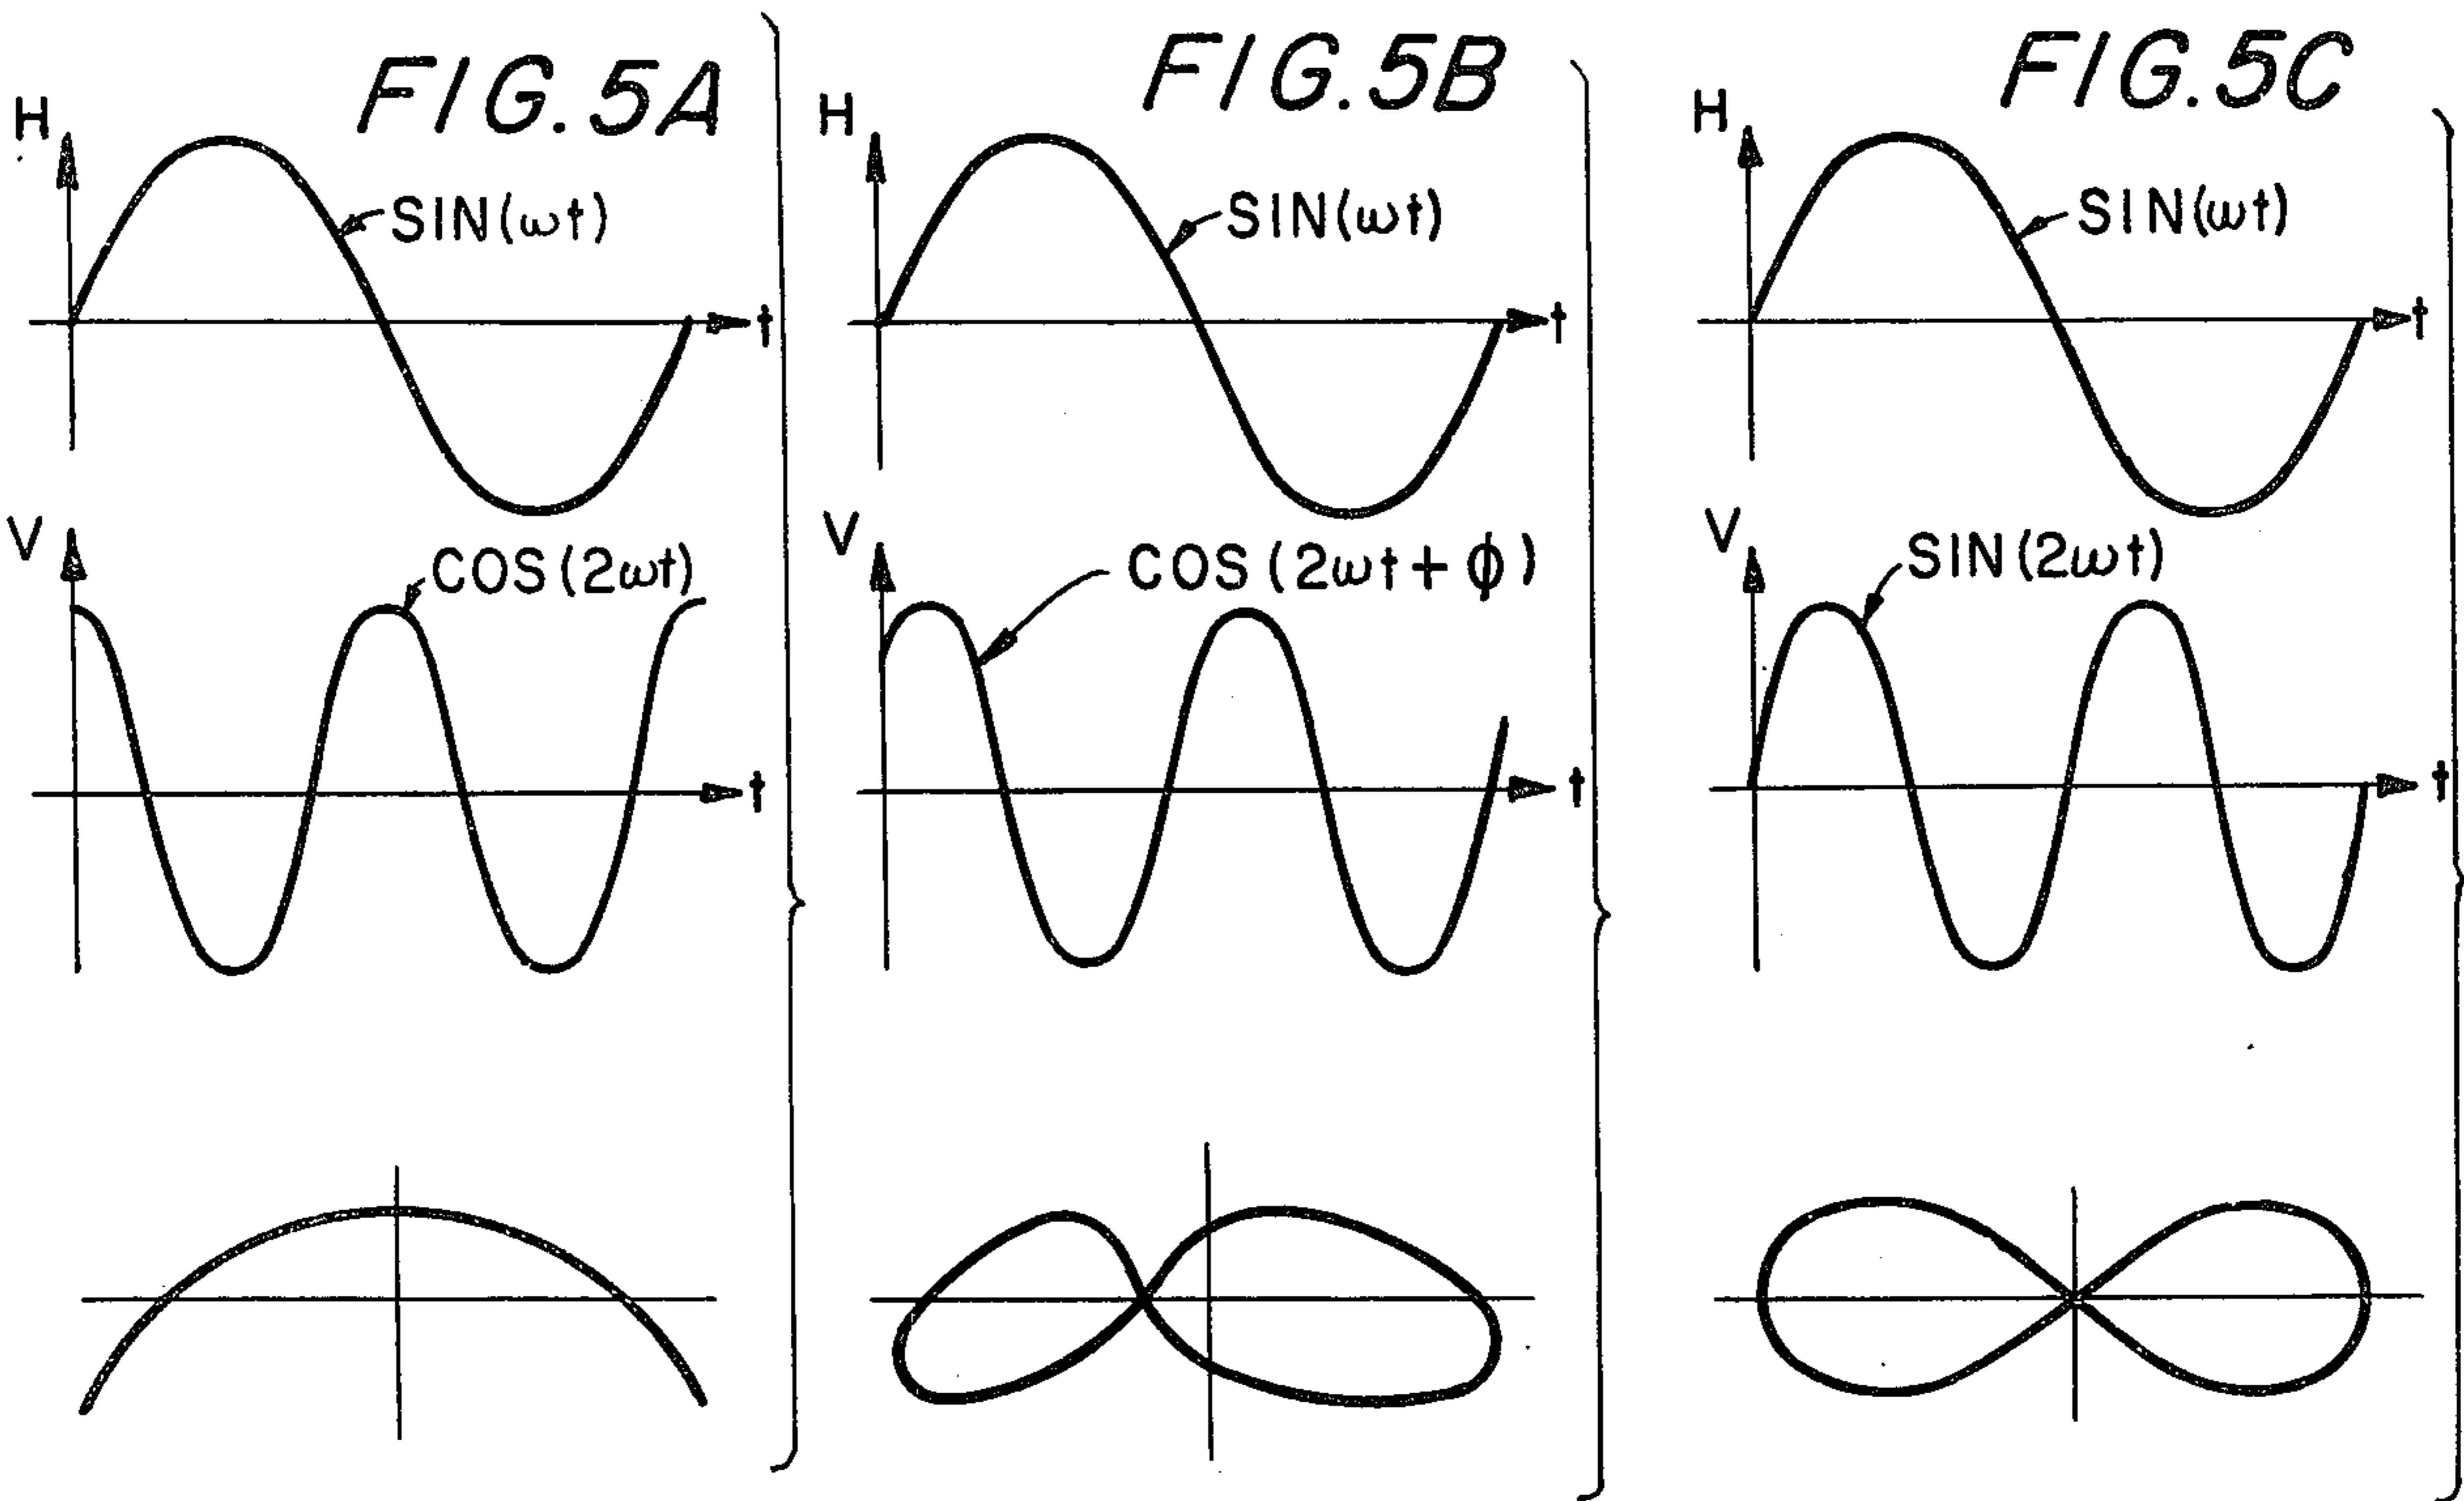 FIG.5A
H
SIN(ωt)
t
V
COS(2ωt)
t
FIG.5B
H
SIN(ωt)
t
V
COS(2ωt+ϕ)
t
FIG.5C
H
SIN(ωt)
t
V
SIN(2ωt)
t